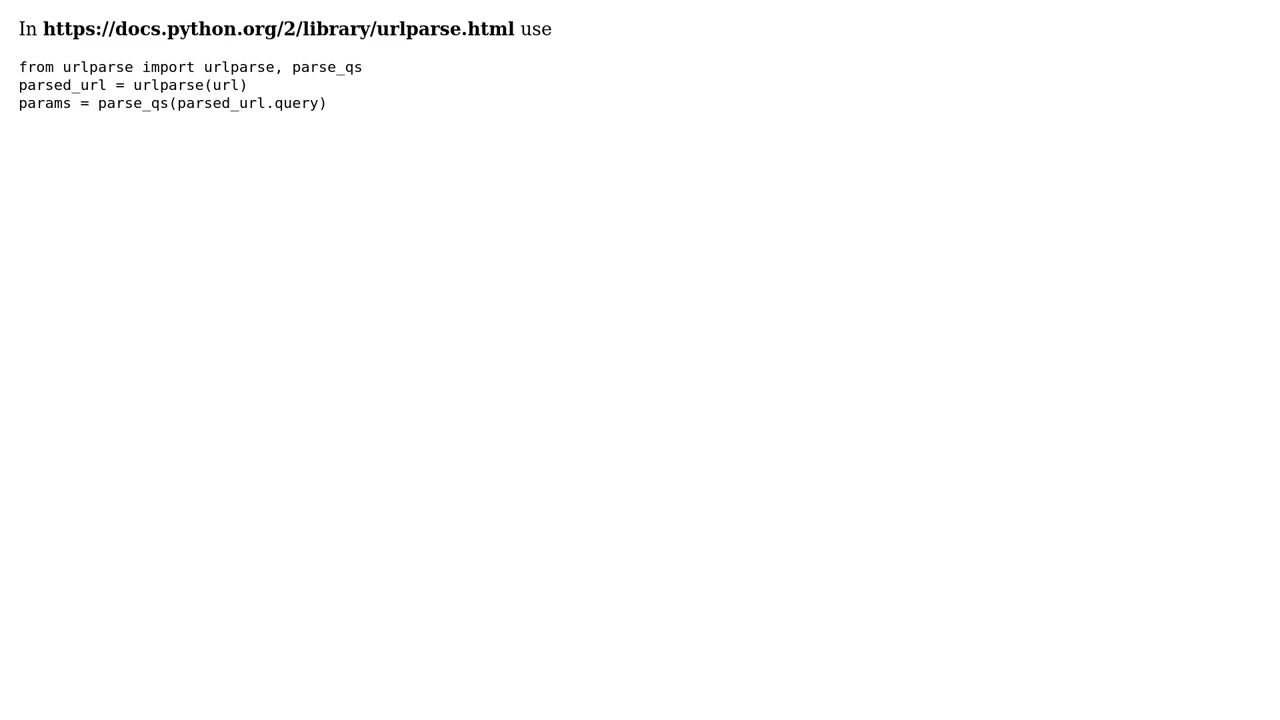 In https://docs.python.org/2/library/urlparse.html use
from urlparse import urlparse, parse_qs
parsed_url = urlparse(url)
params = parse_qs(parsed_url.query)